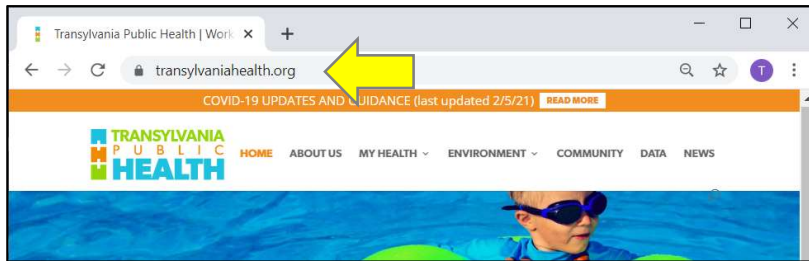 Transylvania Public Health | Work
transylvaniahealth.org
T
COVID-19 UPDATES AND GUIDANCE (last updated 2/5/21) READ MORE
TRANSYLVANIA
PUBLIC
HEALTH
HOME ABOUT US MY HEALTH ENVIRONMENT COMMUNITY DATA NEWS